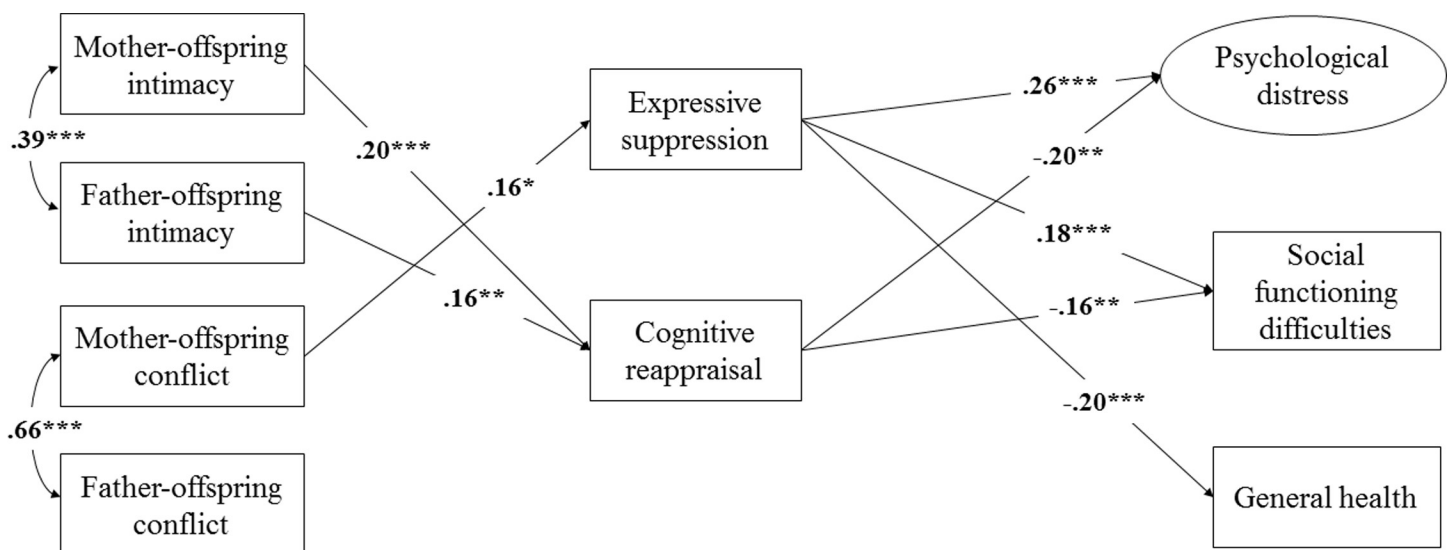 Mother-offspring
intimacy
.39***
Father-offspring
intimacy
Mother-offspring
conflict
.66***
Father-offspring
conflict
.20***
.16*
.16**
Expressive
suppression
Cognitive
reappraisal
.26***
-.20**
.18***
-.16**
-.20***
Psychological
distress
Social
functioning
difficulties
General health